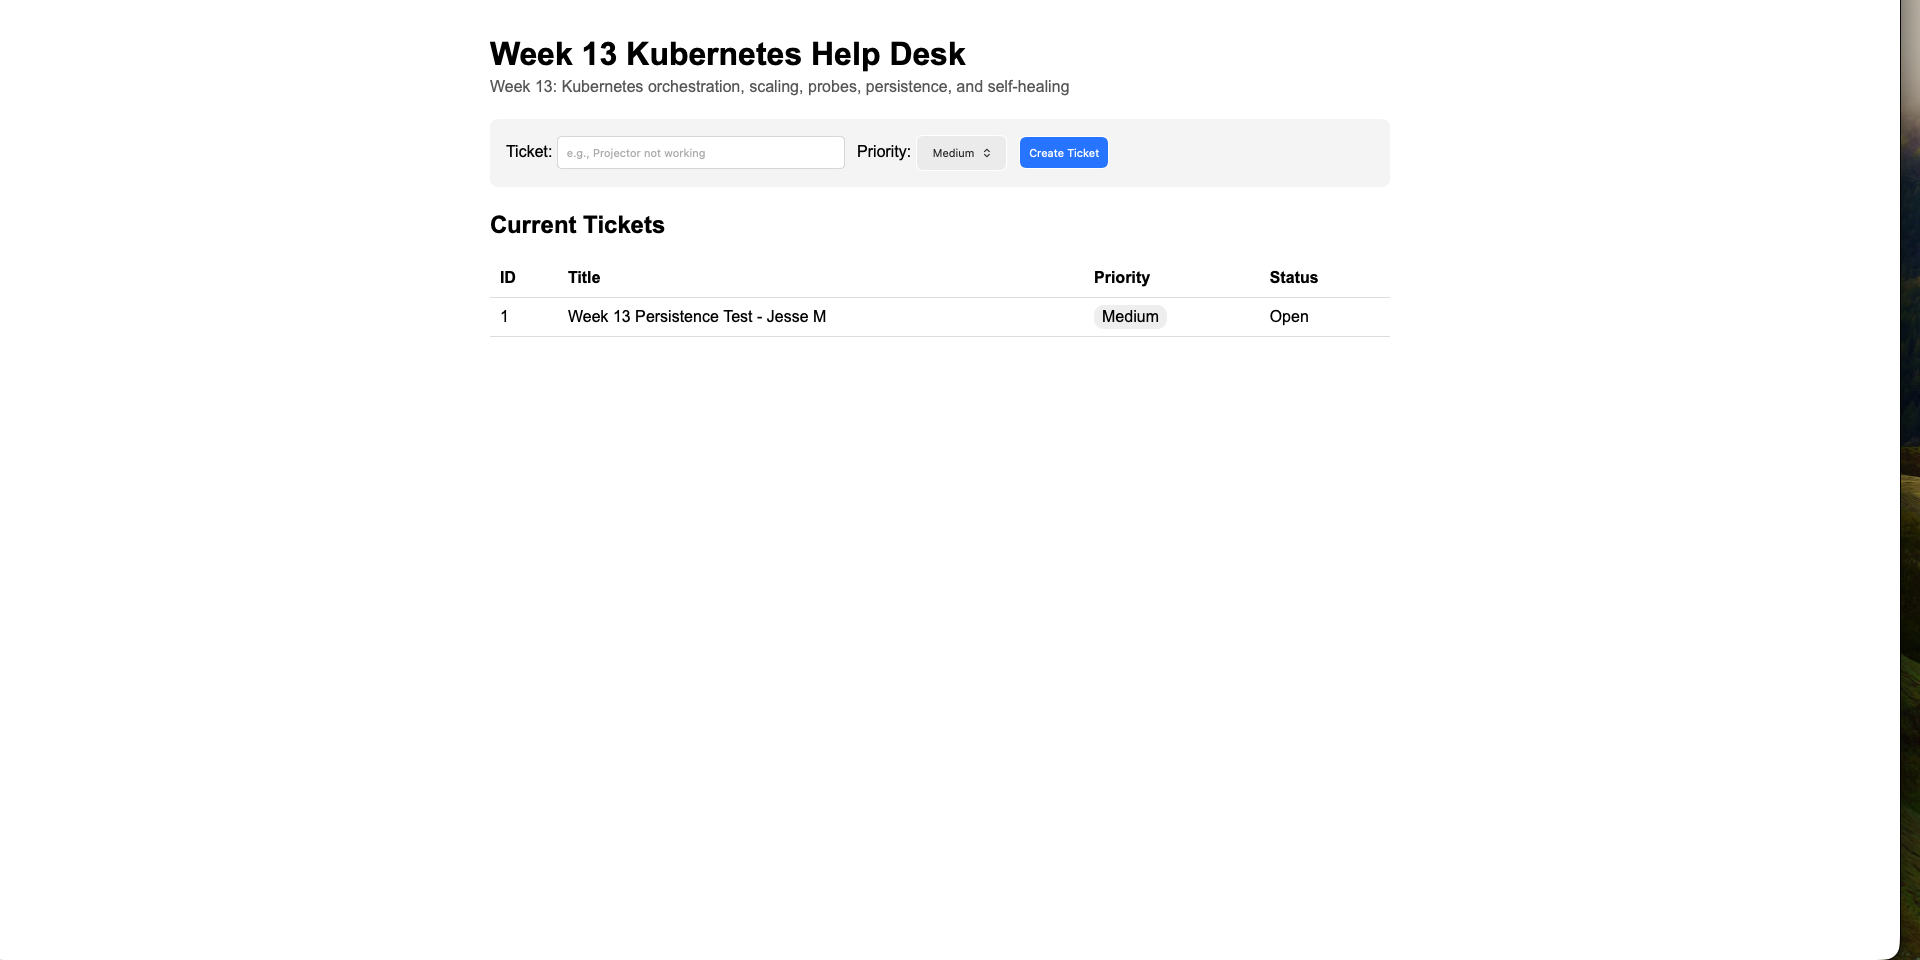 Week 13 Kubernetes Help Desk
Week 13: Kubernetes orchestration, scaling, probes, persistence, and self-healing
Ticket: e.g., Projector not working Priority: Medium Create Ticket
Current Tickets
ID Title Priority Status
1 Week 13 Persistence Test - Jesse M Medium Open